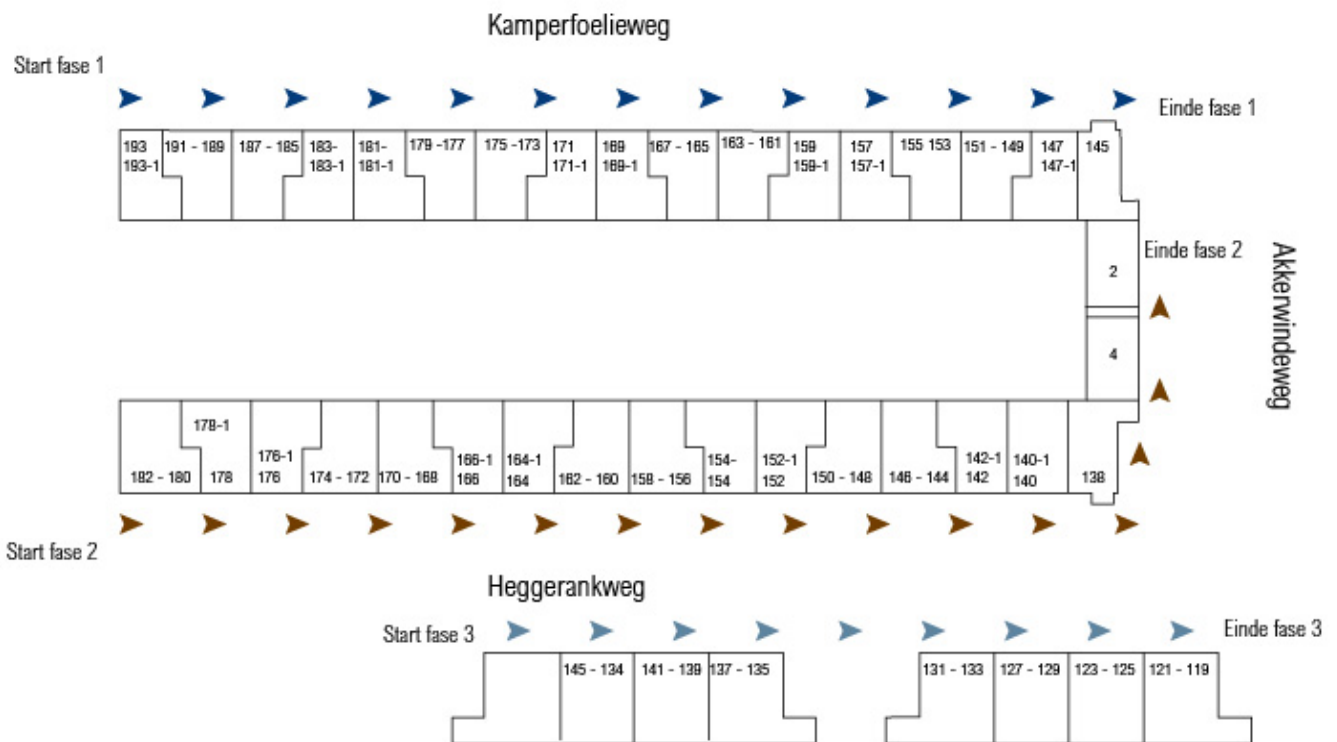 Kamperfoelieweg
Start fase 1
Einde fase 1
193
193-1
191 - 189
187 - 185
183-
183-1
181-
181-1
179 -177
175 -173
171
171-1
169
169-1
167 - 165
163 - 161
159
159-1
157
157-1
155 153
151 - 149
147
147-1
145
Einde fase 2
2
Akkerwindeweg
4
182 - 180
178-1
178
176-1
176
174 - 172
170 - 168
166-1
166
164-1
164
162 - 160
158 - 156
154-
154
152-1
152
150 - 148
146 - 144
142-1
142
140-1
140
138
Start fase 2
Heggerankweg
Start fase 3
Einde fase 3
145 - 134
141 - 139
137 - 135
131 - 133
127 - 129
123 - 125
121 - 119